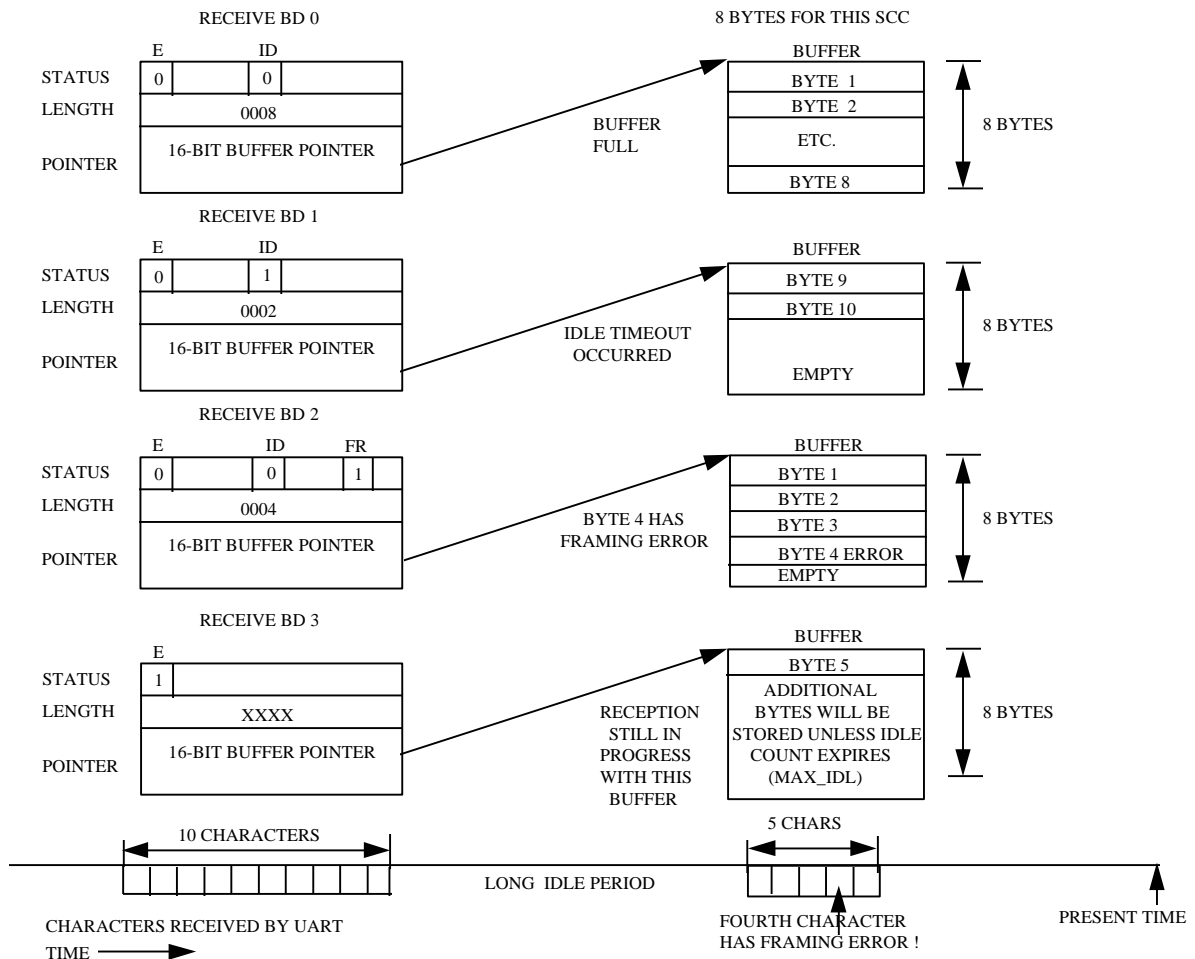 RECEIVE BD 0
8 BYTES FOR THIS SCC
E ID
BUFFER
STATUS 0 0
BYTE 1
LENGTH 0008
BYTE 2
BUFFER
FULL
ETC.
8 BYTES
POINTER 16-BIT BUFFER POINTER
BYTE 8
RECEIVE BD 1
E ID
BUFFER
STATUS 0 1
BYTE 9
LENGTH 0002
BYTE 10
IDLE TIMEOUT
OCCURRED
8 BYTES
POINTER 16-BIT BUFFER POINTER
EMPTY
RECEIVE BD 2
E ID FR
BUFFER
STATUS 0 0 1
BYTE 1
LENGTH 0004
BYTE 2
BYTE 3
BYTE 4 HAS
FRAMING ERROR
8 BYTES
POINTER 16-BIT BUFFER POINTER
BYTE 4 ERROR
EMPTY
RECEIVE BD 3
E
BUFFER
STATUS 1
BYTE 5
LENGTH XXXX
ADDITIONAL
BYTES WILL BE
STORED UNLESS IDLE
COUNT EXPIRES
(MAX_IDL)
RECEPTION
STILL IN
PROGRESS
WITH THIS
BUFFER
8 BYTES
POINTER 16-BIT BUFFER POINTER
10 CHARACTERS
5 CHARS
LONG IDLE PERIOD
CHARACTERS RECEIVED BY UART
TIME
FOURTH CHARACTER
HAS FRAMING ERROR !
PRESENT TIME